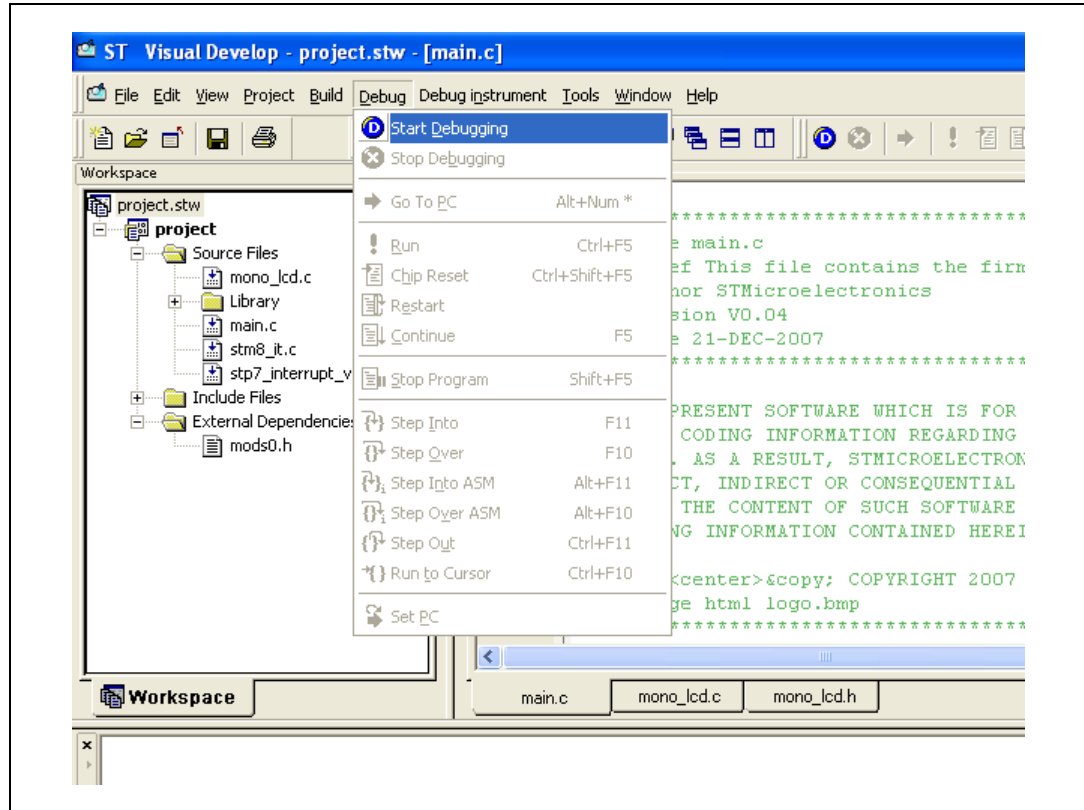 ST Visual Develop - project.stw - [main.c]
File Edit View Project Build Debug Debug instrument Tools Window Help
Workspace
project.stw
project
Source Files
mono_lcd.c
Library
main.c
stm8_it.c
stp7_interrupt_v
Include Files
External Dependencies
mods0.h
Workspace
Start Debugging
Stop Debugging
Go To PC Alt+Num *
Run Ctrl+F5
Chip Reset Ctrl+Shift+F5
Restart
Continue F5
Stop Program Shift+F5
Step Into F11
Step Over F10
Step Into ASM Alt+F11
Step Over ASM Alt+F10
Step Out Ctrl+F11
Run to Cursor Ctrl+F10
Set PC
*******************************
e main.c
ef This file contains the firm
hor STMicroelectronics
sion V0.04
e 21-DEC-2007
*******************************
PRESENT SOFTWARE WHICH IS FOR
CODING INFORMATION REGARDING
. AS A RESULT, STMICROELECTRON
CT, INDIRECT OR CONSEQUENTIAL
THE CONTENT OF SUCH SOFTWARE
NG INFORMATION CONTAINED HEREI
<center>&copy; COPYRIGHT 2007
ge html logo.bmp
*******************************
main.c mono_lcd.c mono_lcd.h